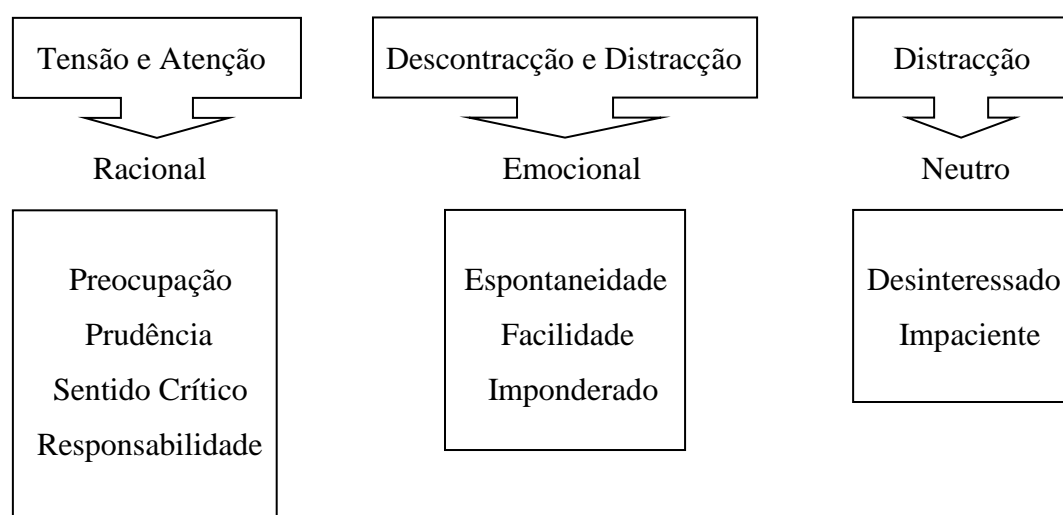 Tensão e Atenção
Descontracção e Distracção
Distracção
Racional
Emocional
Neutro
Preocupação
Prudência
Sentido Crítico
Responsabilidade
Espontaneidade
Facilidade
Imponderado
Desinteressado
Impaciente